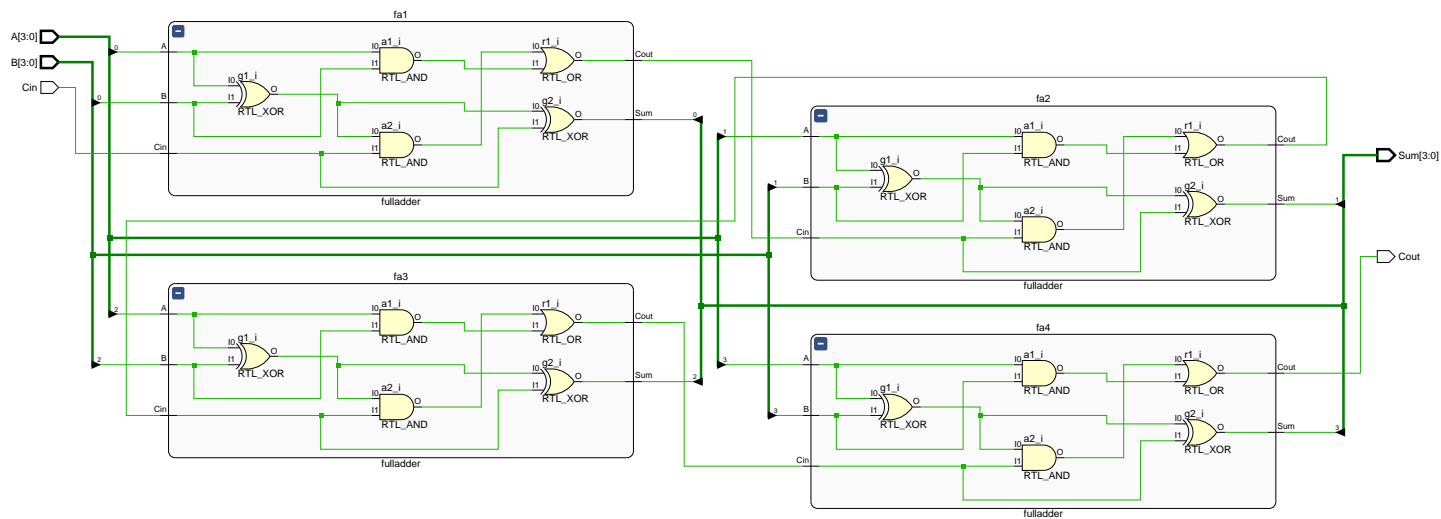 A[3:0]
B[3:0]
Cin
0
0
fa1
A
B
Cin
I0
I1
g1_i
O
RTL_XOR
I0
I1
a1_i
O
RTL_AND
I0
I1
a2_i
O
RTL_AND
I0
I1
r1_i
O
RTL_OR
I0
I1
g2_i
O
RTL_XOR
Cout
Sum
fulladder
0
1
1
fa2
A
B
Cin
I0
I1
g1_i
O
RTL_XOR
I0
I1
a1_i
O
RTL_AND
I0
I1
a2_i
O
RTL_AND
I0
I1
r1_i
O
RTL_OR
I0
I1
g2_i
O
RTL_XOR
Cout
Sum
fulladder
1
Sum[3:0]
Cout
2
2
fa3
A
B
Cin
I0
I1
g1_i
O
RTL_XOR
I0
I1
a1_i
O
RTL_AND
I0
I1
a2_i
O
RTL_AND
I0
I1
r1_i
O
RTL_OR
I0
I1
g2_i
O
RTL_XOR
Cout
Sum
fulladder
2
3
3
fa4
A
B
Cin
I0
I1
g1_i
O
RTL_XOR
I0
I1
a1_i
O
RTL_AND
I0
I1
a2_i
O
RTL_AND
I0
I1
r1_i
O
RTL_OR
I0
I1
g2_i
O
RTL_XOR
Cout
Sum
fulladder
3